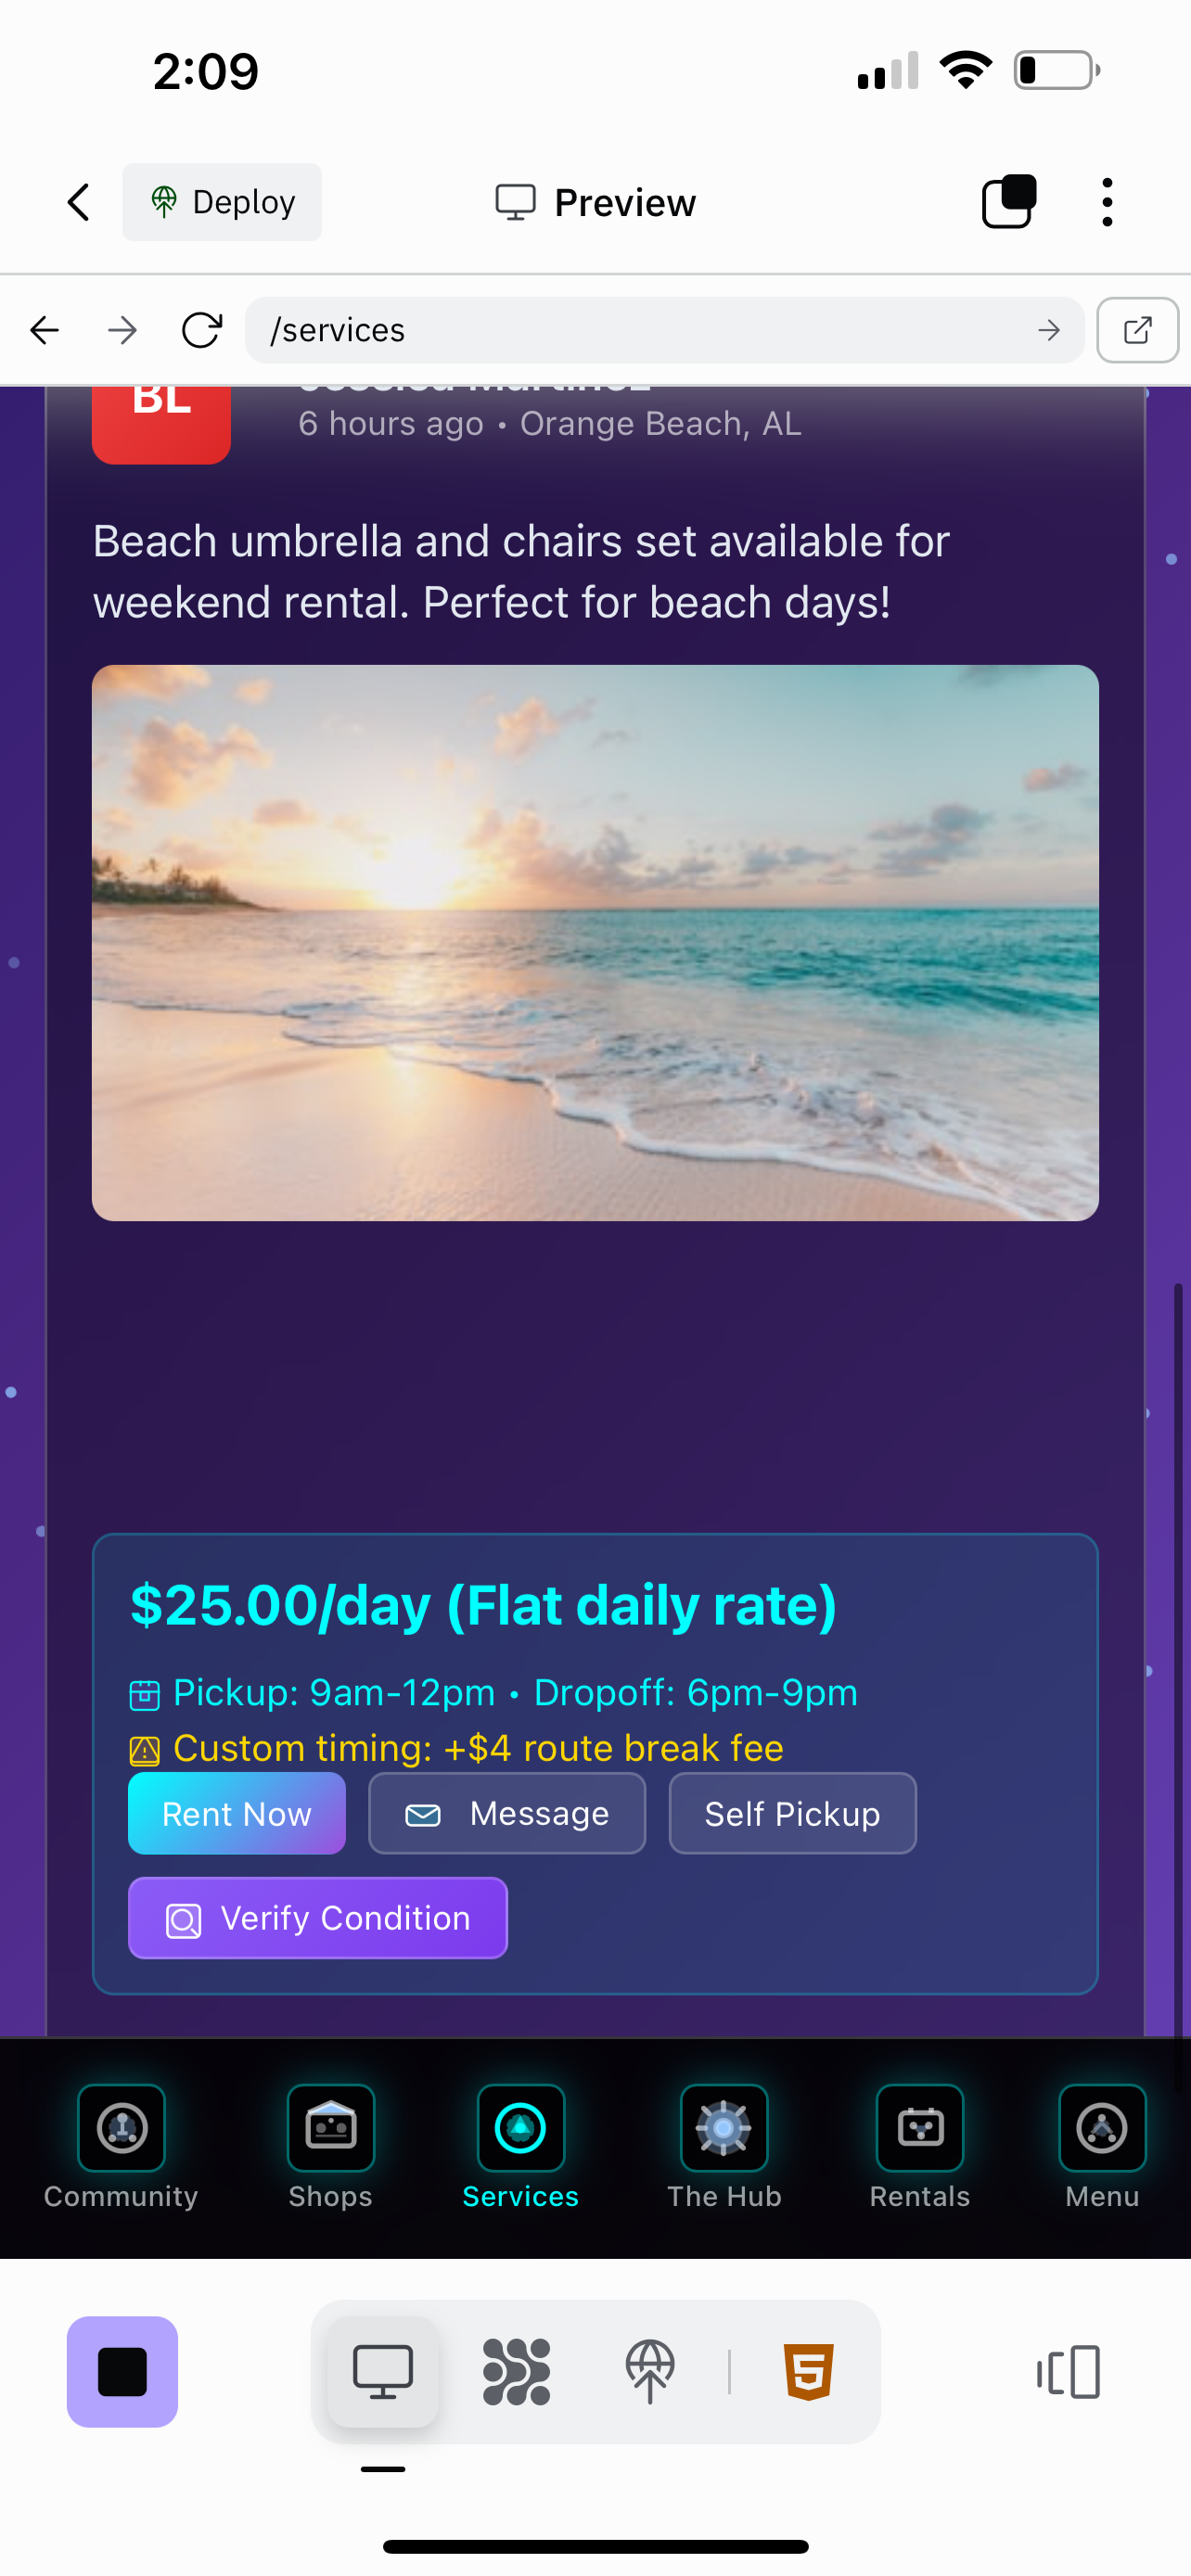 2:09
Deploy
Preview
/services
BL
6 hours ago • Orange Beach, AL
Beach umbrella and chairs set available for
weekend rental. Perfect for beach days!
$25.00/day (Flat daily rate)
Pickup: 9am-12pm • Dropoff: 6pm-9pm
Custom timing: +$4 route break fee
Rent Now
Message
Self Pickup
Verify Condition
Community
Shops
Services
The Hub
Rentals
Menu